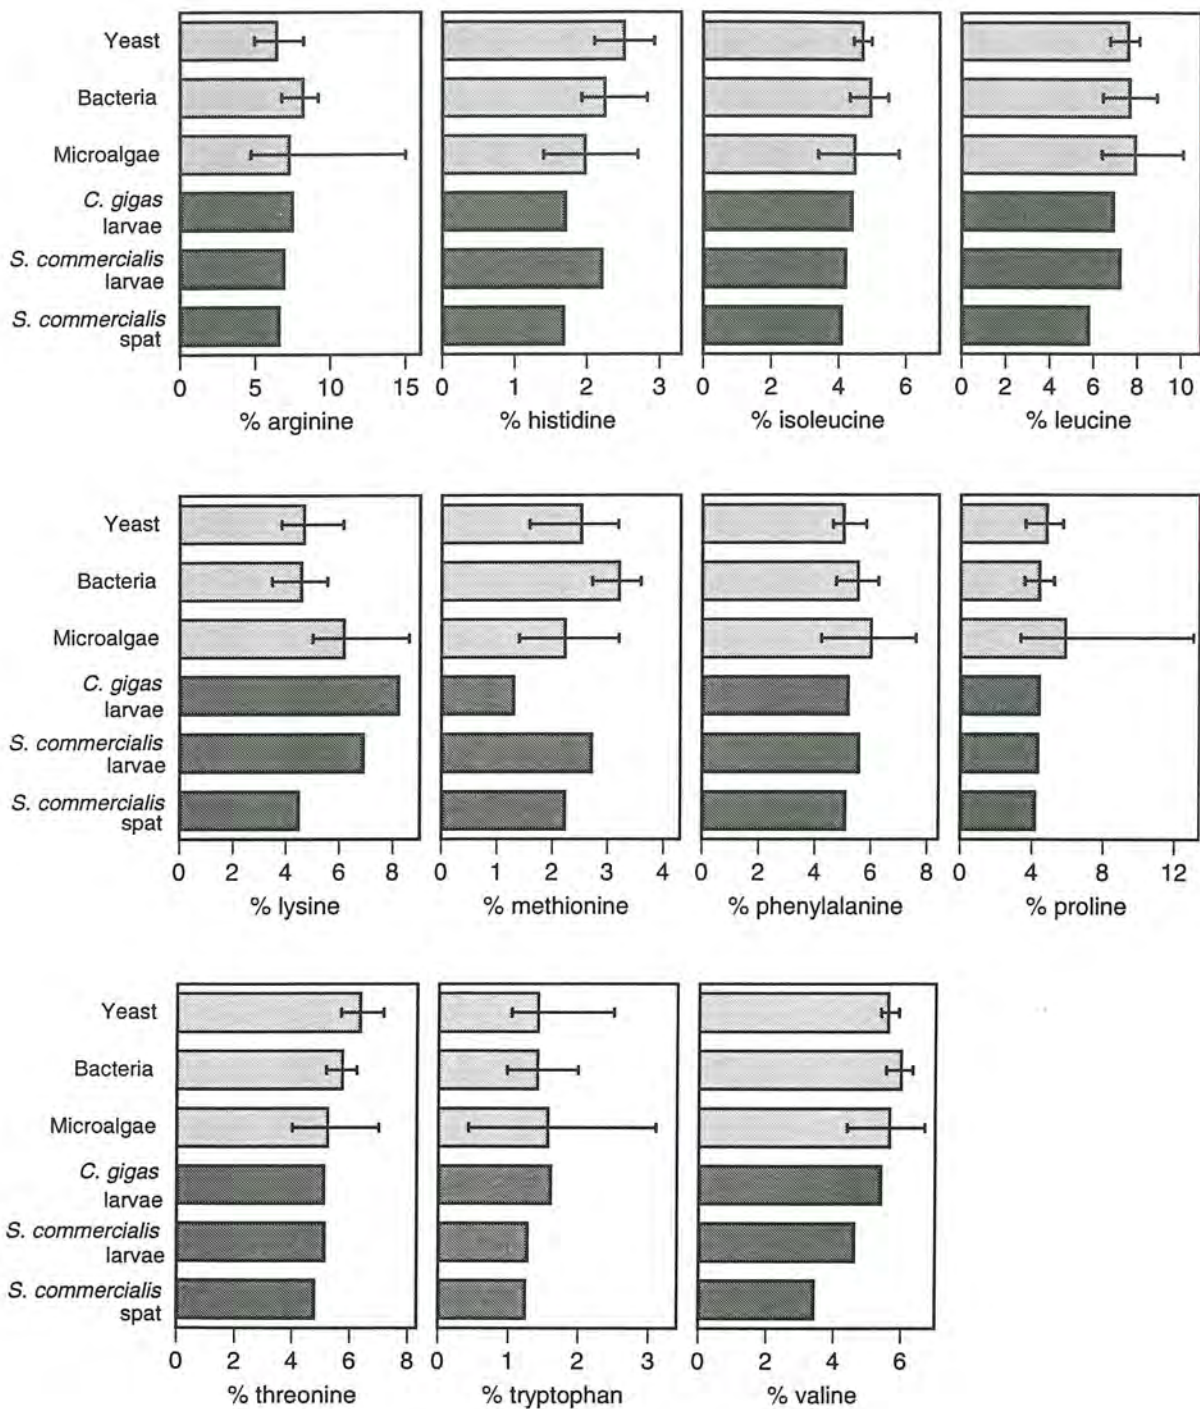 Yeast
Bacteria
Microalgae
C. gigas
larvae
S. commercialis
larvae
S. commercialis
spat
0 5 10 15 0 1 2 3 0 2 4 6 0 2 4 6 8 10
% arginine % histidine % isoleucine % leucine
Yeast
Bacteria
Microalgae
C. gigas
larvae
S. commercialis
larvae
S. commercialis
spat
0 2 4 6 8 0 1 2 3 4 0 2 4 6 8 0 4 8 12
% lysine % methionine % phenylalanine % proline
Yeast
Bacteria
Microalgae
C. gigas
larvae
S. commercialis
larvae
S. commercialis
spat
0 2 4 6 8 0 1 2 3 0 2 4 6
% threonine % tryptophan % valine